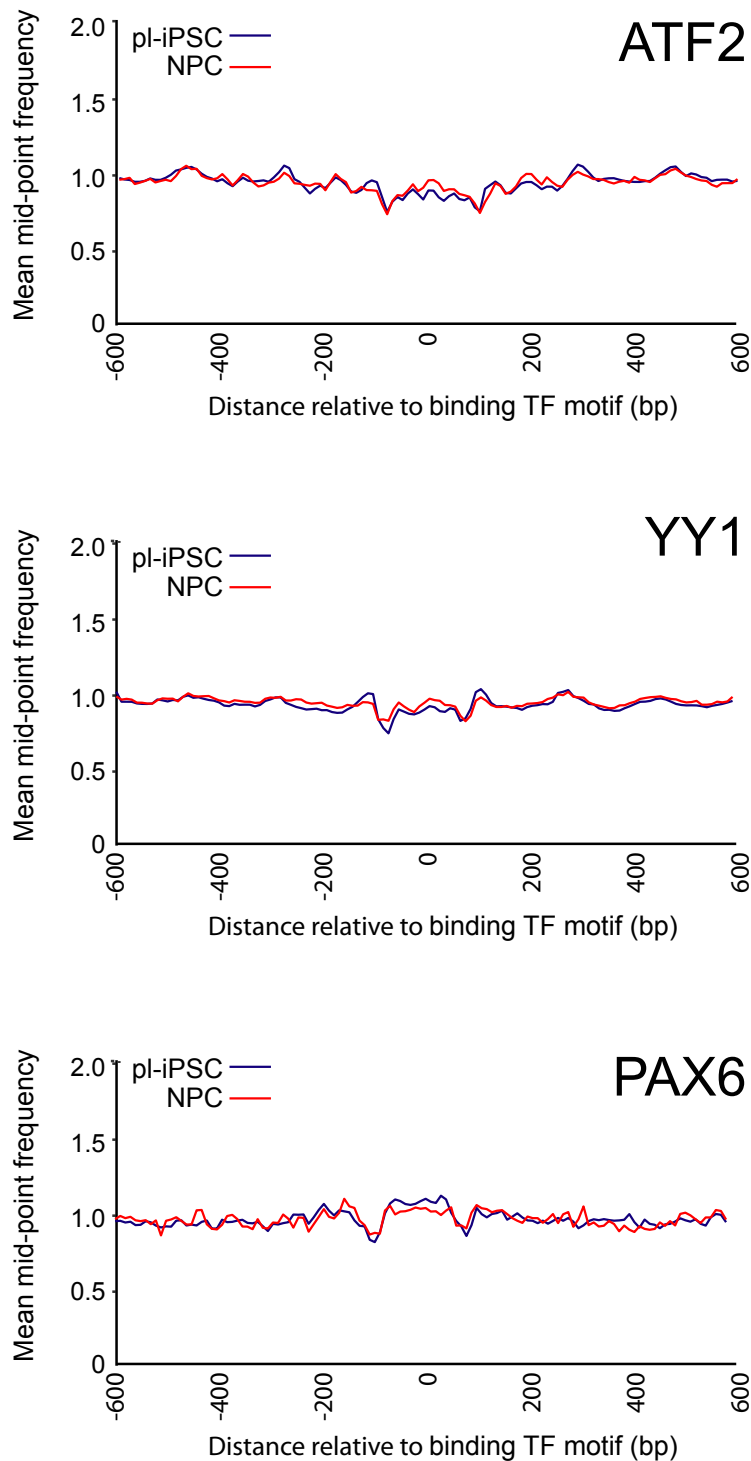 ATF2
pl-iPSC
NPC
Mean mid-point frequency
2.0
1.5
1.0
0.5
0
-600
-400
-200
0
200
400
600
Distance relative to binding TF motif (bp)
YY1
pl-iPSC
NPC
Mean mid-point frequency
2.0
1.5
1.0
0.5
0
-600
-400
-200
0
200
400
600
Distance relative to binding TF motif (bp)
PAX6
pl-iPSC
NPC
Mean mid-point frequency
2.0
1.5
1.0
0.5
0
-600
-400
-200
0
200
400
600
Distance relative to binding TF motif (bp)